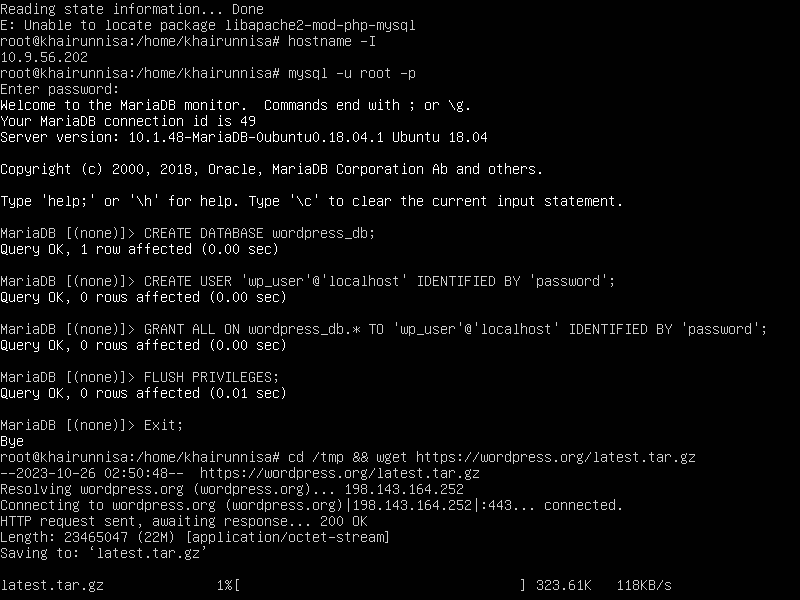 Reading state information... Done
E: Unable to locate package libapache2-mod-php-mysql
root@khairunnisa:/home/khairunnisa# hostname -I
10.9.56.202
root@khairunnisa:/home/khairunnisa# mysql -u root -p
Enter password:
Welcome to the MariaDB monitor.  Commands end with ; or \g.
Your MariaDB connection id is 49
Server version: 10.1.48-MariaDB-0ubuntu0.18.04.1 Ubuntu 18.04
Copyright (c) 2000, 2018, Oracle, MariaDB Corporation Ab and others.
Type 'help;' or '\h' for help. Type '\c' to clear the current input statement.
MariaDB [(none)]> CREATE DATABASE wordpress_db;
Query OK, 1 row affected (0.00 sec)
MariaDB [(none)]> CREATE USER 'wp_user'@'localhost' IDENTIFIED BY 'password';
Query OK, 0 rows affected (0.00 sec)
MariaDB [(none)]> GRANT ALL ON wordpress_db.* TO 'wp_user'@'localhost' IDENTIFIED BY 'password';
Query OK, 0 rows affected (0.00 sec)
MariaDB [(none)]> FLUSH PRIVILEGES;
Query OK, 0 rows affected (0.01 sec)
MariaDB [(none)]> Exit;
Bye
root@khairunnisa:/home/khairunnisa# cd /tmp && wget https://wordpress.org/latest.tar.gz
--2023-10-26 02:50:48--  https://wordpress.org/latest.tar.gz
Resolving wordpress.org (wordpress.org)... 198.143.164.252
Connecting to wordpress.org (wordpress.org)|198.143.164.252|:443... connected.
HTTP request sent, awaiting response... 200 OK
Length: 23465047 (22M) [application/octet-stream]
Saving to: ‘latest.tar.gz’
latest.tar.gz              1%[                                   ] 323.61K   118KB/s